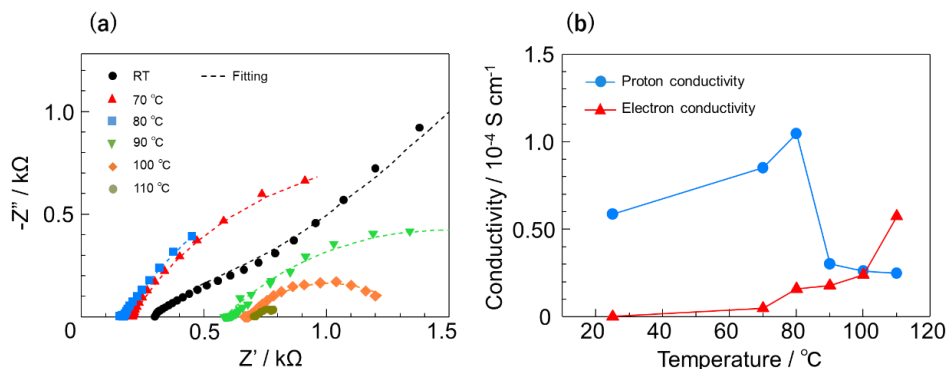 (a)
(b)
RT
Fitting
70 °C
80 °C
90 °C
100 °C
110 °C
1.0
0.5
0
0
0.5
1.0
1.5
-Z" / kΩ
Z' / kΩ
Proton conductivity
Electron conductivity
1.5
1.0
0.50
0
20
40
60
80
100
120
Conductivity / 10⁻⁴ S cm⁻¹
Temperature / °C